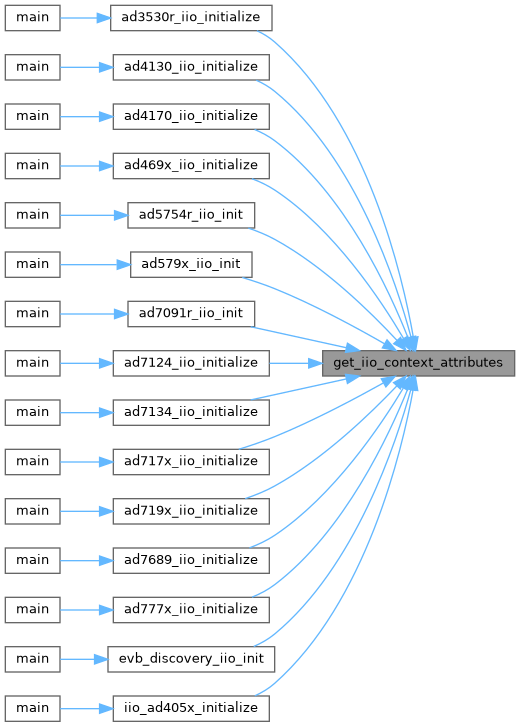 main
ad3530r_iio_initialize
main
ad4130_iio_initialize
main
ad4170_iio_initialize
main
ad469x_iio_initialize
main
ad5754r_iio_init
main
ad579x_iio_init
main
ad7091r_iio_init
main
ad7124_iio_initialize
get_iio_context_attributes
main
ad7134_iio_initialize
main
ad717x_iio_initialize
main
ad719x_iio_initialize
main
ad7689_iio_initialize
main
ad777x_iio_initialize
main
evb_discovery_iio_init
main
iio_ad405x_initialize